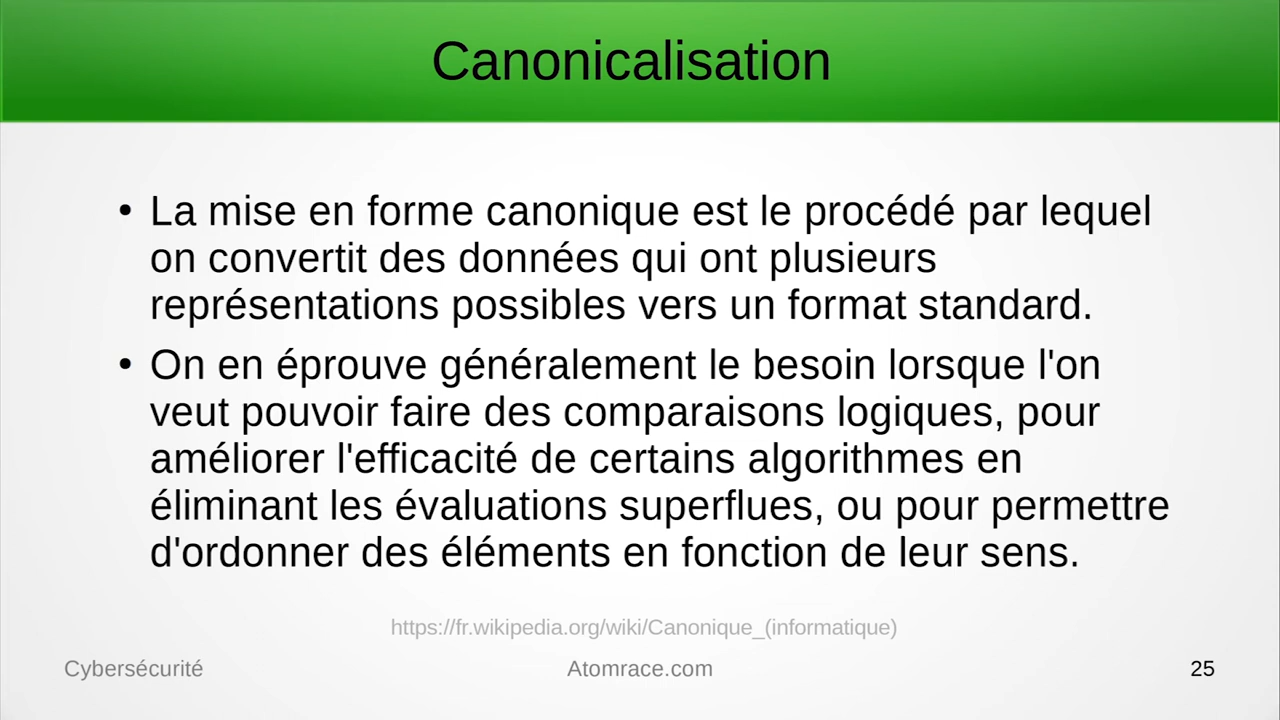 Canonicalisation
• La mise en forme canonique est le procédé par lequel
on convertit des données qui ont plusieurs
représentations possibles vers un format standard.
• On en éprouve généralement le besoin lorsque l'on
veut pouvoir faire des comparaisons logiques, pour
améliorer l'efficacité de certains algorithmes en
éliminant les évaluations superflues, ou pour permettre
d'ordonner des éléments en fonction de leur sens.
https://fr.wikipedia.org/wiki/Canonique_(informatique)
Cybersécurité Atomrace.com 25